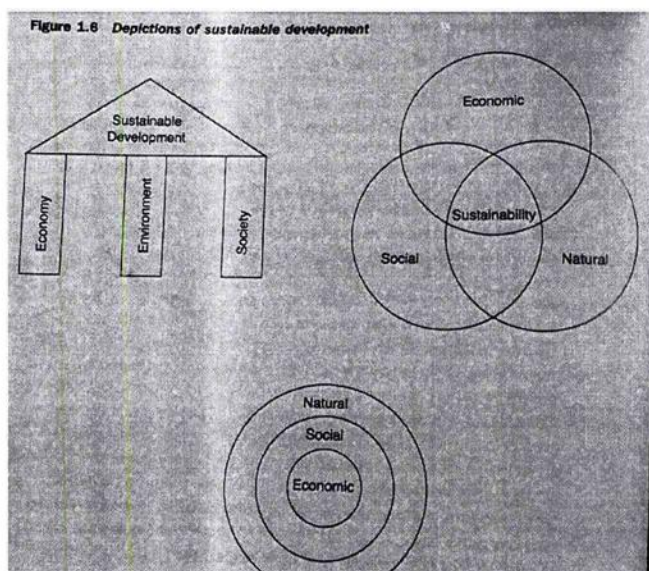 Figure 1.6 Depictions of sustainable development
Sustainable
Development
Economy
Environment
Society
Economic
Sustainability
Social
Natural
Natural
Social
Economic